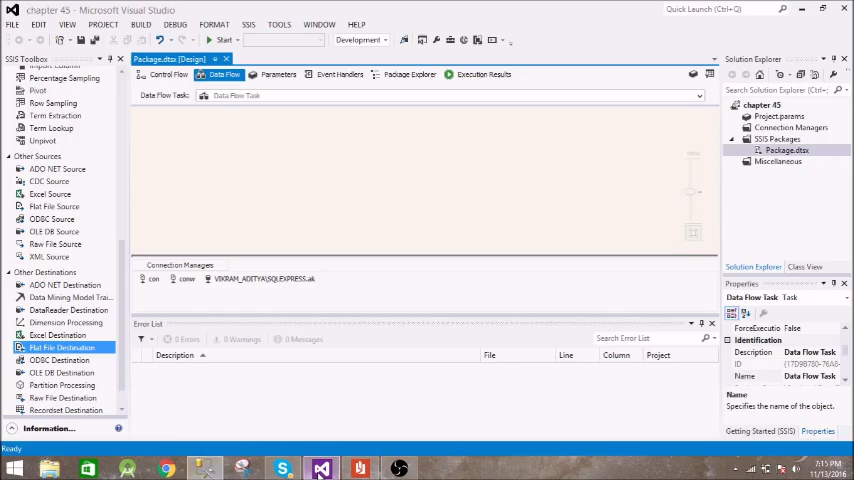 chapter 45 - Microsoft Visual Studio
Quick Launch (Ctrl+Q)
FILE EDIT VIEW PROJECT BUILD DEBUG FORMAT SSIS TOOLS WINDOW HELP
Start
Development
SSIS Toolbox
Package.dtsx [Design]
Solution Explorer
Percentage Sampling
Pivot
Row Sampling
Term Extraction
Term Lookup
Unpivot
Other Sources
ADO NET Source
CDC Source
Excel Source
Flat File Source
ODBC Source
OLE DB Source
Raw File Source
XML Source
Other Destinations
ADO NET Destination
Data Mining Model Trai...
DataReader Destination
Dimension Processing
Excel Destination
Flat File Destination
ODBC Destination
OLE DB Destination
Partition Processing
Raw File Destination
Recordset Destination
Information...
Control Flow
Data Flow
Parameters
Event Handlers
Package Explorer
Execution Results
Data Flow Task:
Data Flow Task
Connection Managers
con
conw
VIKRAM_ADITYA\SQLEXPRESS.ak
Error List
0 Errors
0 Warnings
0 Messages
Search Error List
Description
File
Line
Column
Project
Search Solution Explorer (Ctrl+;)
chapter 45
Project.params
Connection Managers
SSIS Packages
Package.dtsx
Miscellaneous
Solution Explorer
Class View
Properties
Data Flow Task Task
ForceExecutio False
Identification
Description Data Flow Task
ID {17D9B780-76A8-
Name Data Flow Task
Name
Specifies the name of the object.
Getting Started (SSIS)
Properties
Ready
7:15 PM
11/13/2016